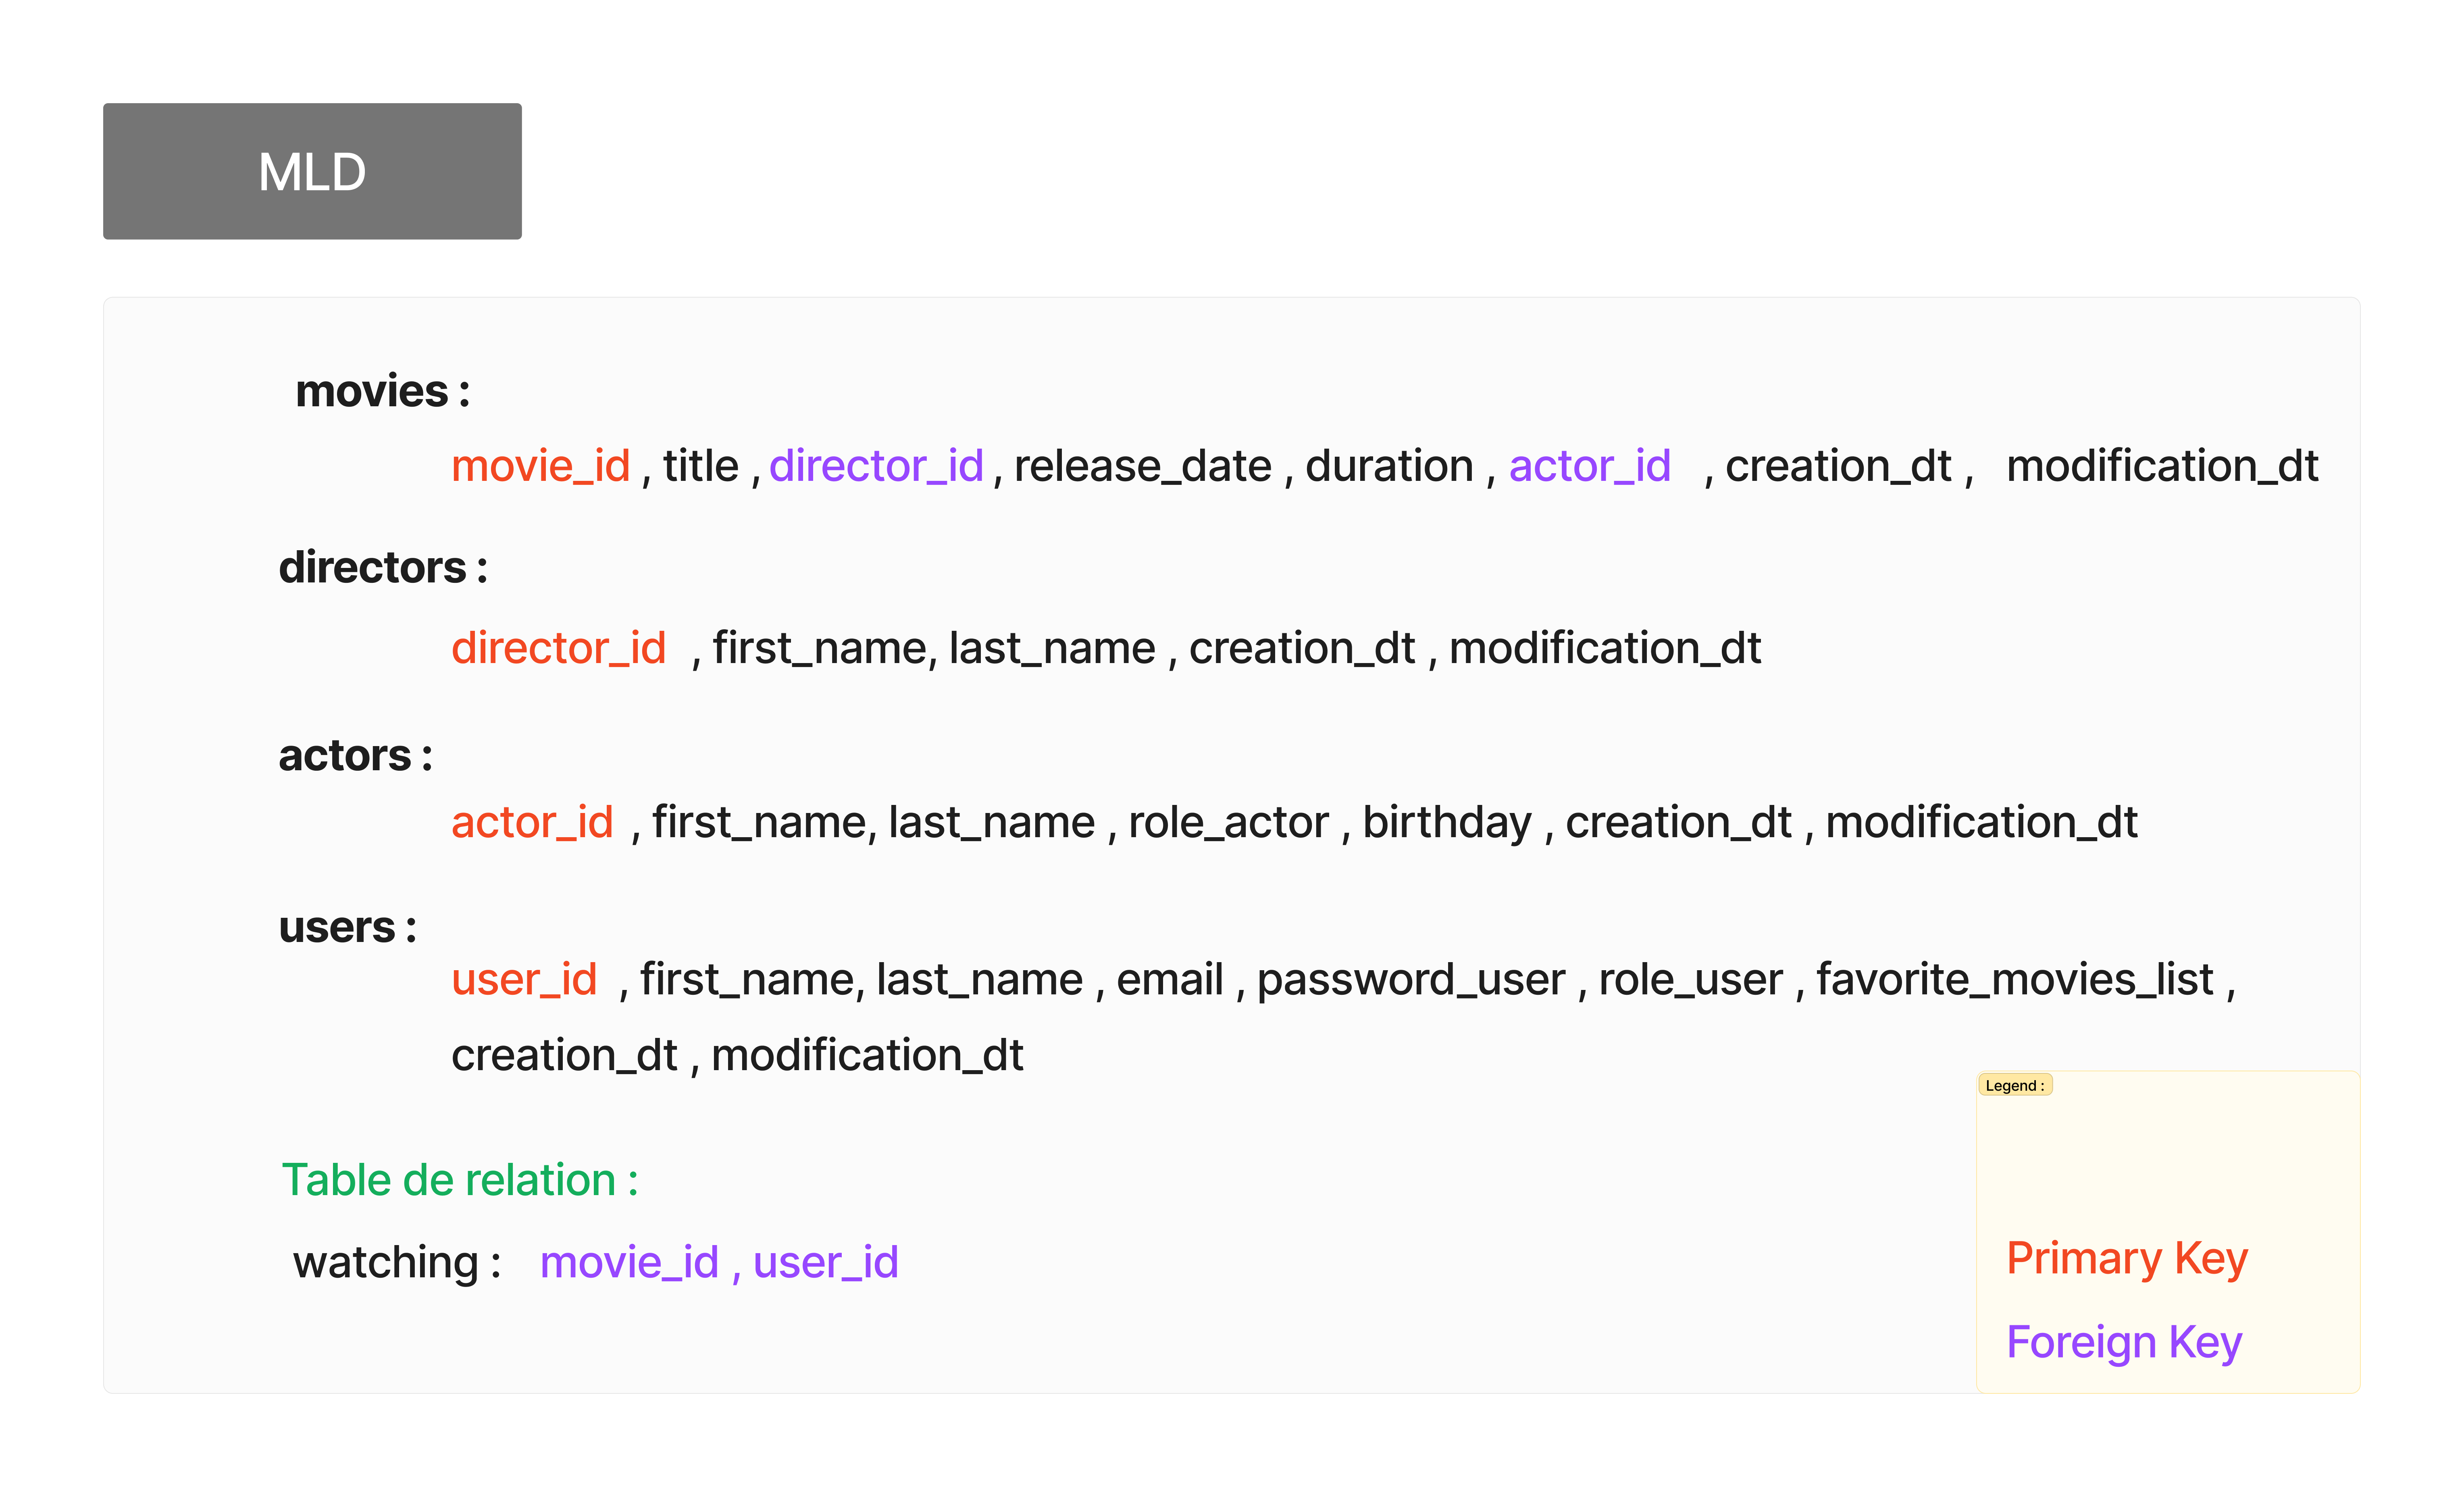 MLD
movies :
movie_id , title , director_id , release_date , duration , actor_id , creation_dt , modification_dt
directors :
director_id , first_name, last_name , creation_dt , modification_dt
actors :
actor_id , first_name, last_name , role_actor , birthday , creation_dt , modification_dt
users :
user_id , first_name, last_name , email , password_user , role_user , favorite_movies_list ,
creation_dt , modification_dt
Table de relation :
watching : movie_id , user_id
Legend :
Primary Key
Foreign Key